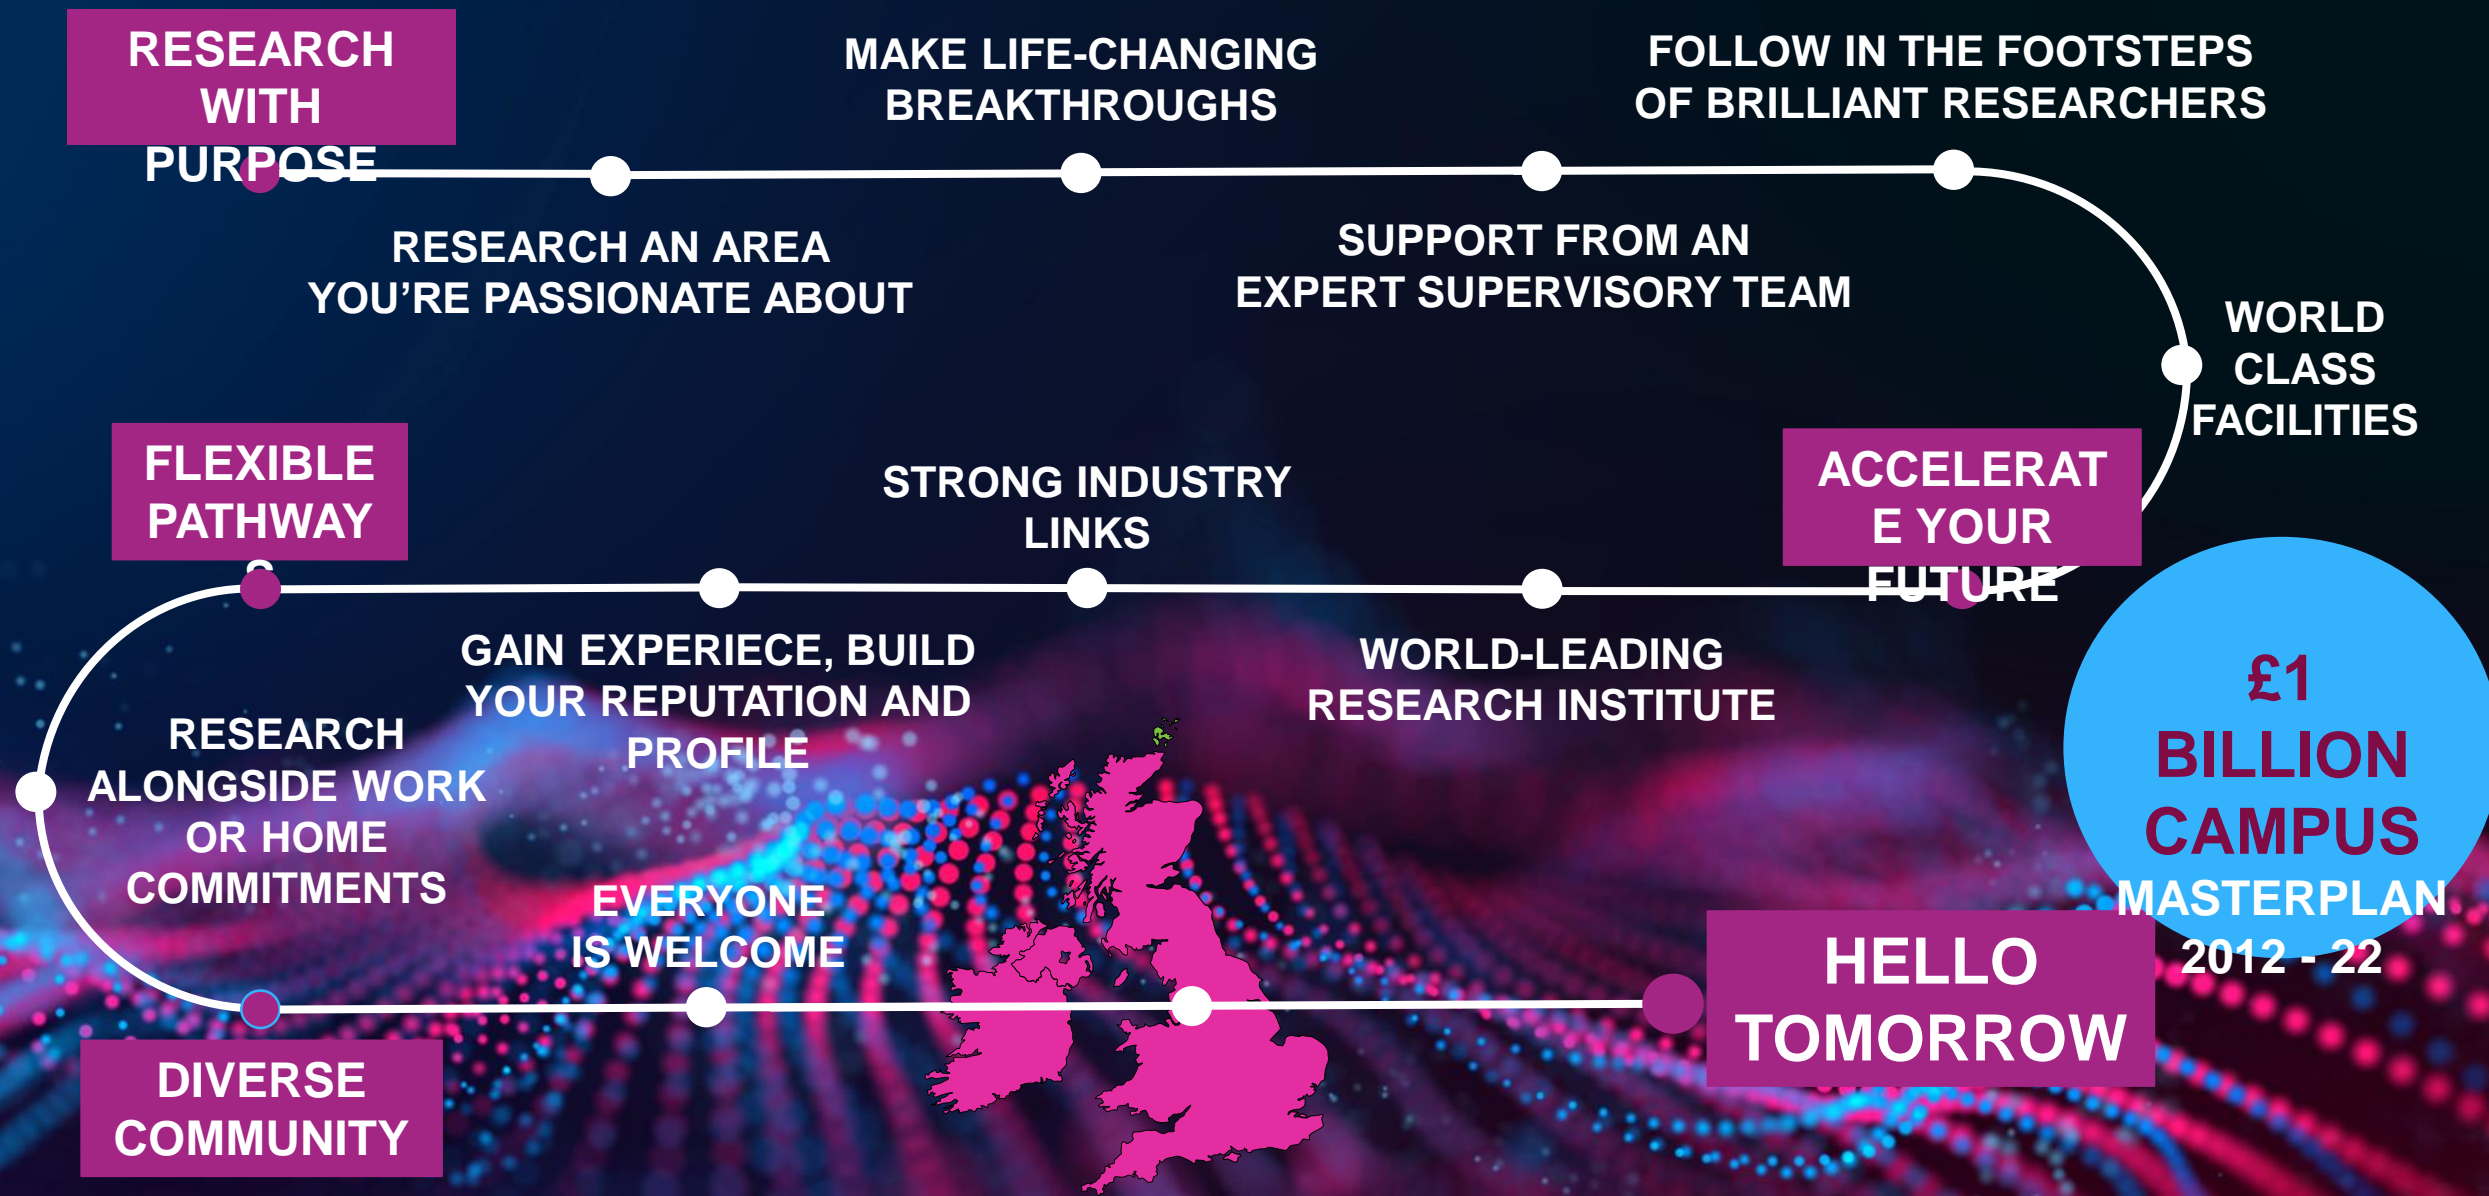 RESEARCH
WITH
PURPOSE
RESEARCH AN AREA
YOU'RE PASSIONATE ABOUT
MAKE LIFE-CHANGING
BREAKTHROUGHS
SUPPORT FROM AN
EXPERT SUPERVISORY TEAM
FOLLOW IN THE FOOTSTEPS
OF BRILLIANT RESEARCHERS
WORLD
CLASS
FACILITIES
ACCELERAT
E YOUR
FUTURE
WORLD-LEADING
RESEARCH INSTITUTE
STRONG INDUSTRY
LINKS
GAIN EXPERIECE, BUILD
YOUR REPUTATION AND
PROFILE
FLEXIBLE
PATHWAY
RESEARCH
ALONGSIDE WORK
OR HOME
COMMITMENTS
DIVERSE
COMMUNITY
EVERYONE
IS WELCOME
HELLO
TOMORROW
£1
BILLION
CAMPUS
MASTERPLAN
2012 - 22